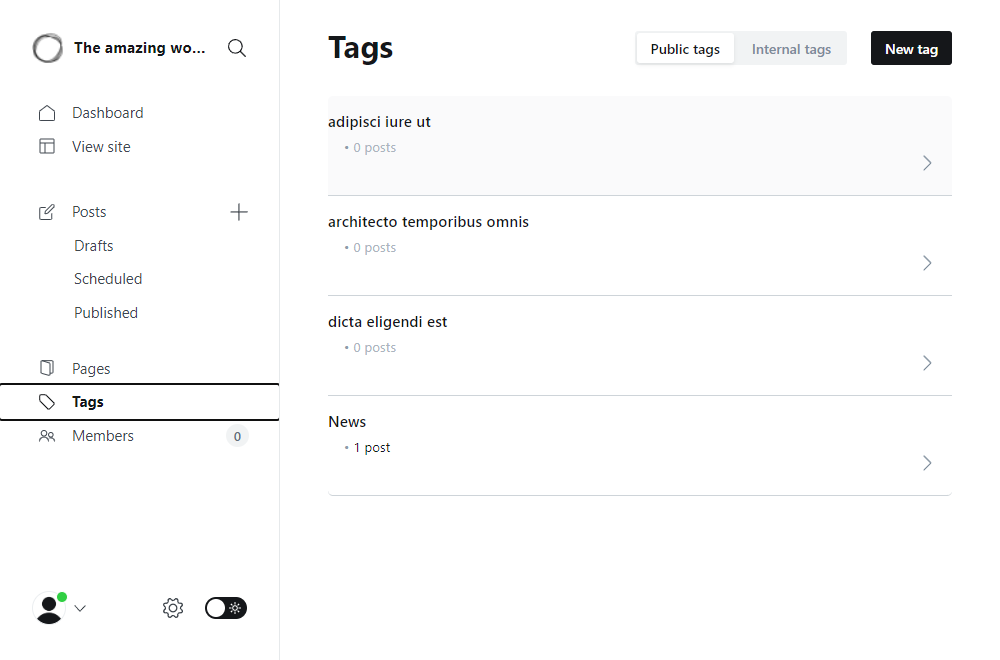 The amazing wo...
Dashboard
View site
Posts
Drafts
Scheduled
Published
Pages
Tags
Members 0
Tags
Public tags Internal tags New tag
adipisci iure ut
• 0 posts
architecto temporibus omnis
• 0 posts
dicta eligendi est
• 0 posts
News
• 1 post